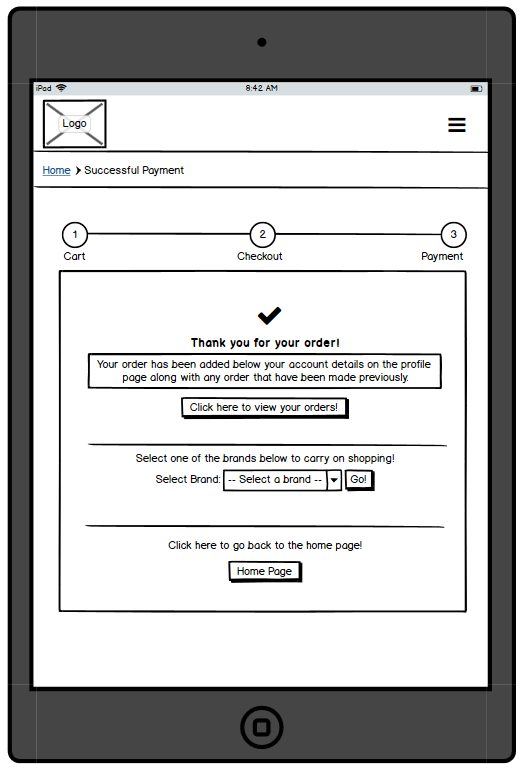 iPad 8:42 AM
Logo
Home Successful Payment
1 2 3
Cart Checkout Payment
Thank you for your order!
Your order has been added below your account details on the profile
page along with any order that have been made previously.
Click here to view your orders!
Select one of the brands below to carry on shopping!
Select Brand: -- Select a brand -- Go!
Click here to go back to the home page!
Home Page